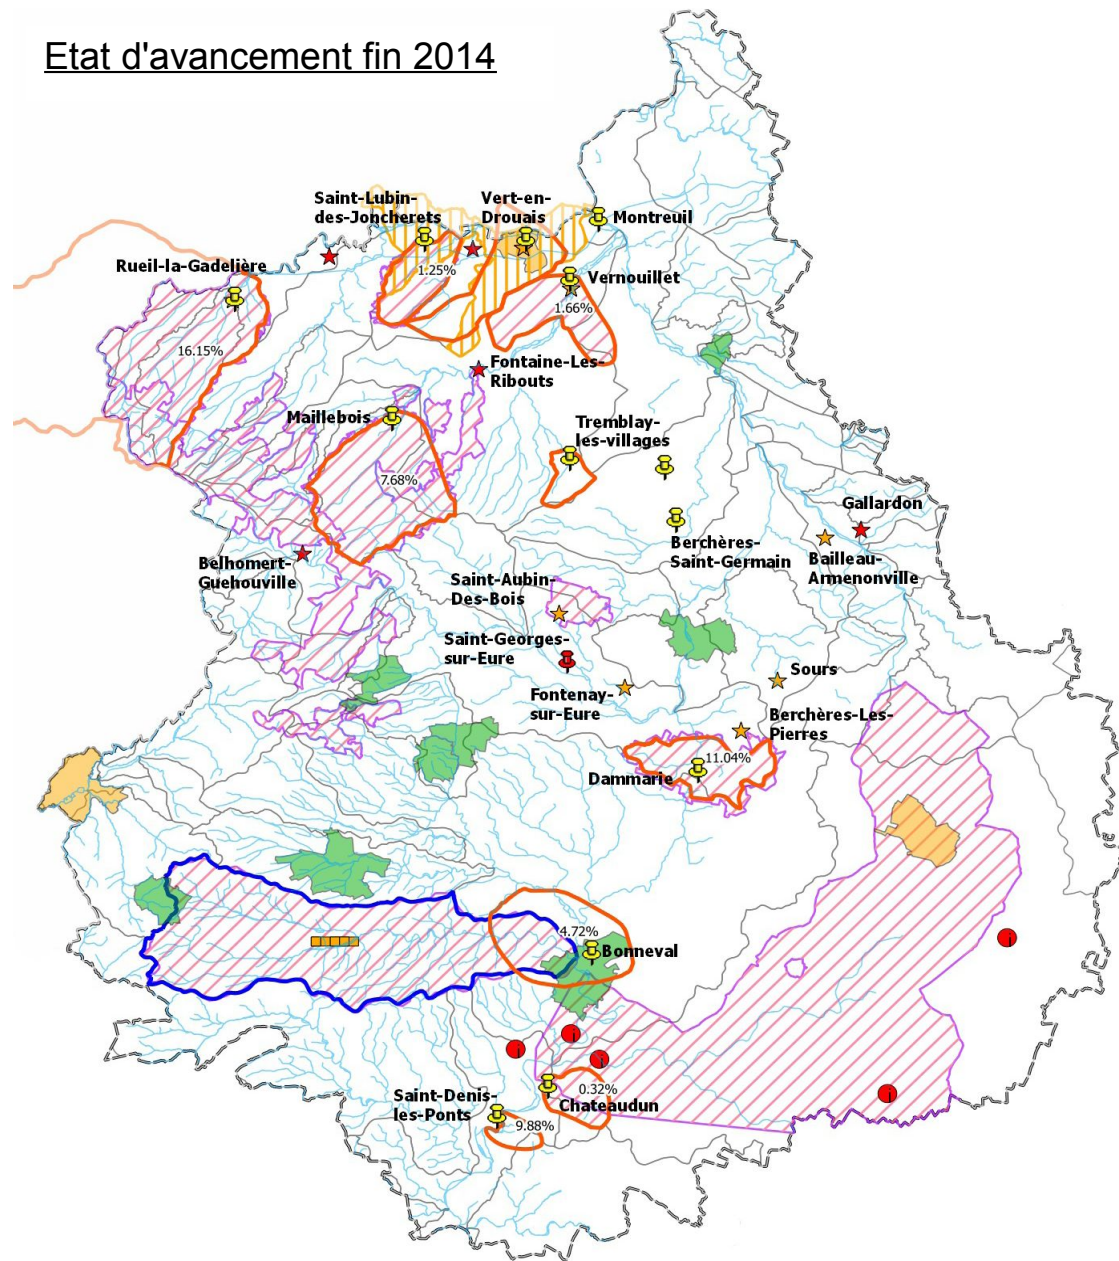 Etat d'avancement fin 2014
Saint-Lubin-
des-Joncherets
Vert-en-
Drouais
Montreuil
Rueil-la-Gadelière
1.25%
Vernouillet
1.66%
16.15%
Fontaine-Les-
Ribouts
Maillebois
Tremblay-
les-villages
7.68%
Gallardon
Berchères-
Saint-Germain
Bailleau-
Armenonville
Belhomert-
Guehouville
Saint-Aubin-
Des-Bois
Saint-Georges-
sur-Eure
Sours
Fontenay-
sur-Eure
Berchères-Les-
Pierres
11.04%
Dammarie
4.72%
Bonneval
0.32%
Chateaudun
Saint-Denis-
les-Ponts
9.88%